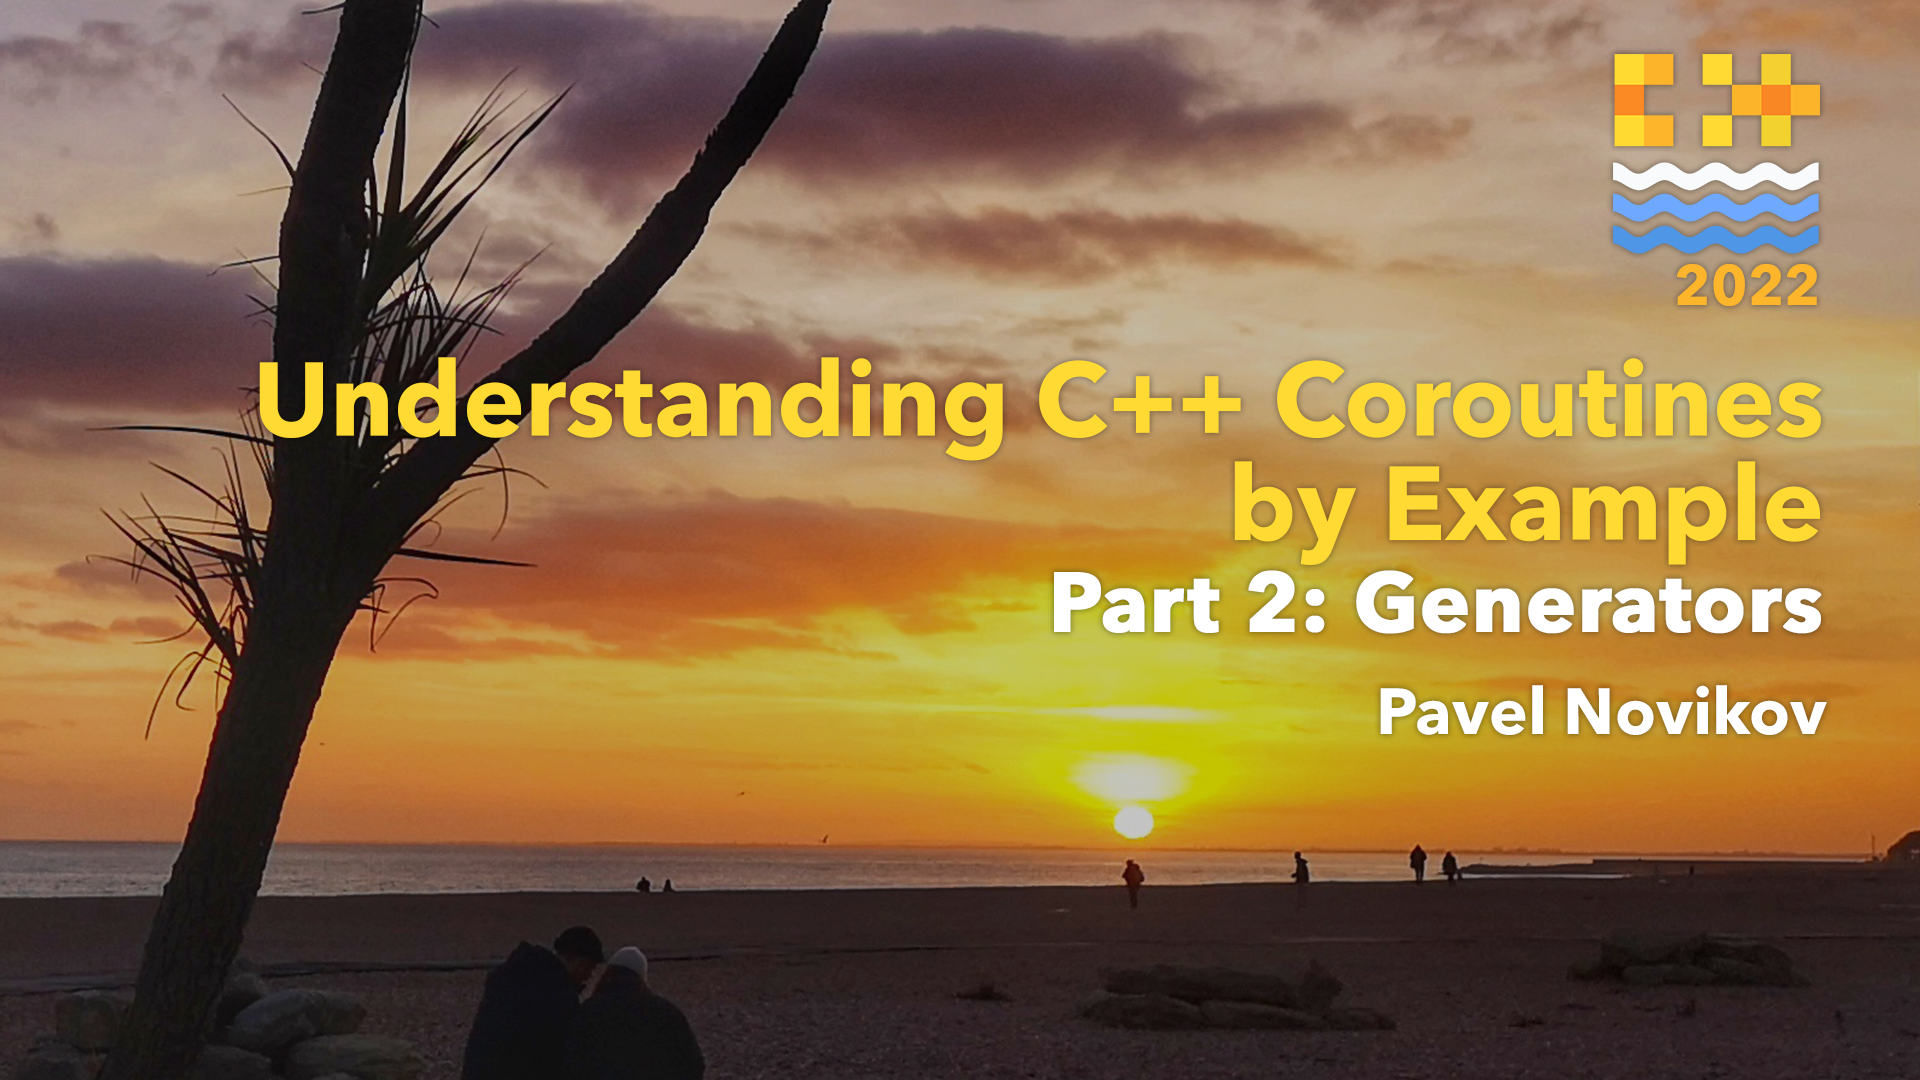 C++
2022
Understanding C++ Coroutines
by Example
Part 2: Generators
Pavel Novikov